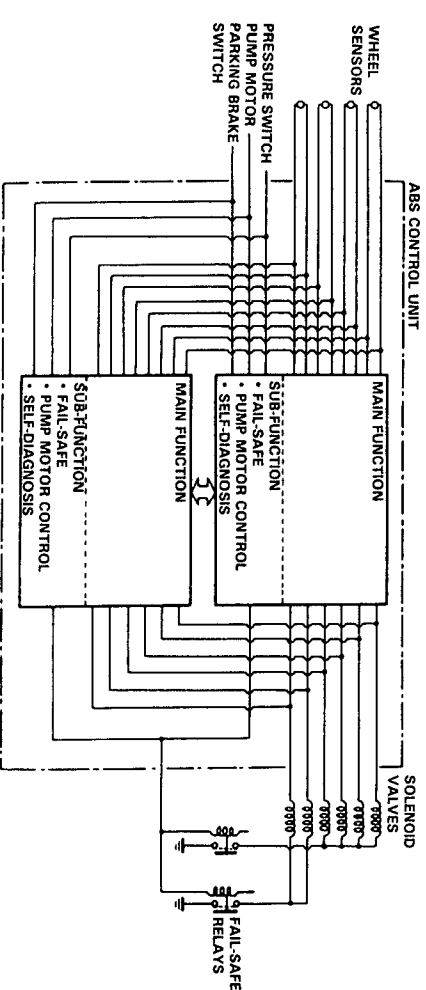 ABS CONTROL UNIT
WHEEL
SENSORS
PRESSURE SWITCH
PUMP MOTOR
PARKING BRAKE
SWITCH
MAIN FUNCTION
SUB-FUNCTION
• FAIL-SAFE
• PUMP MOTOR CONTROL
• SELF-DIAGNOSIS
MAIN FUNCTION
SUB-FUNCTION
• FAIL-SAFE
• PUMP MOTOR CONTROL
• SELF-DIAGNOSIS
SOLENOID
VALVES
FAIL-SAFE
RELAYS